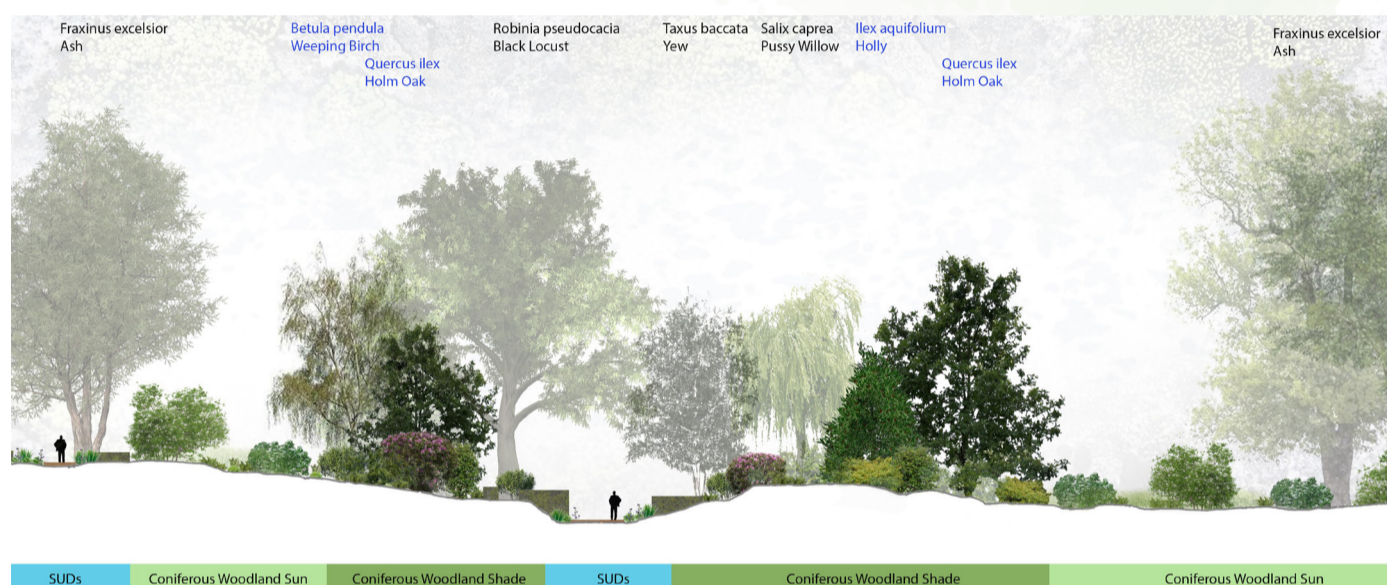 Fraxinus excelsior
Ash
Betula pendula
Weeping Birch
Quercus ilex
Holm Oak
Robinia pseudocacia
Black Locust
Taxus baccata
Yew
Salix caprea
Pussy Willow
Ilex aquifolium
Holly
Quercus ilex
Holm Oak
Fraxinus excelsior
Ash
SUDs
Coniferous Woodland Sun
Coniferous Woodland Shade
SUDs
Coniferous Woodland Shade
Coniferous Woodland Sun